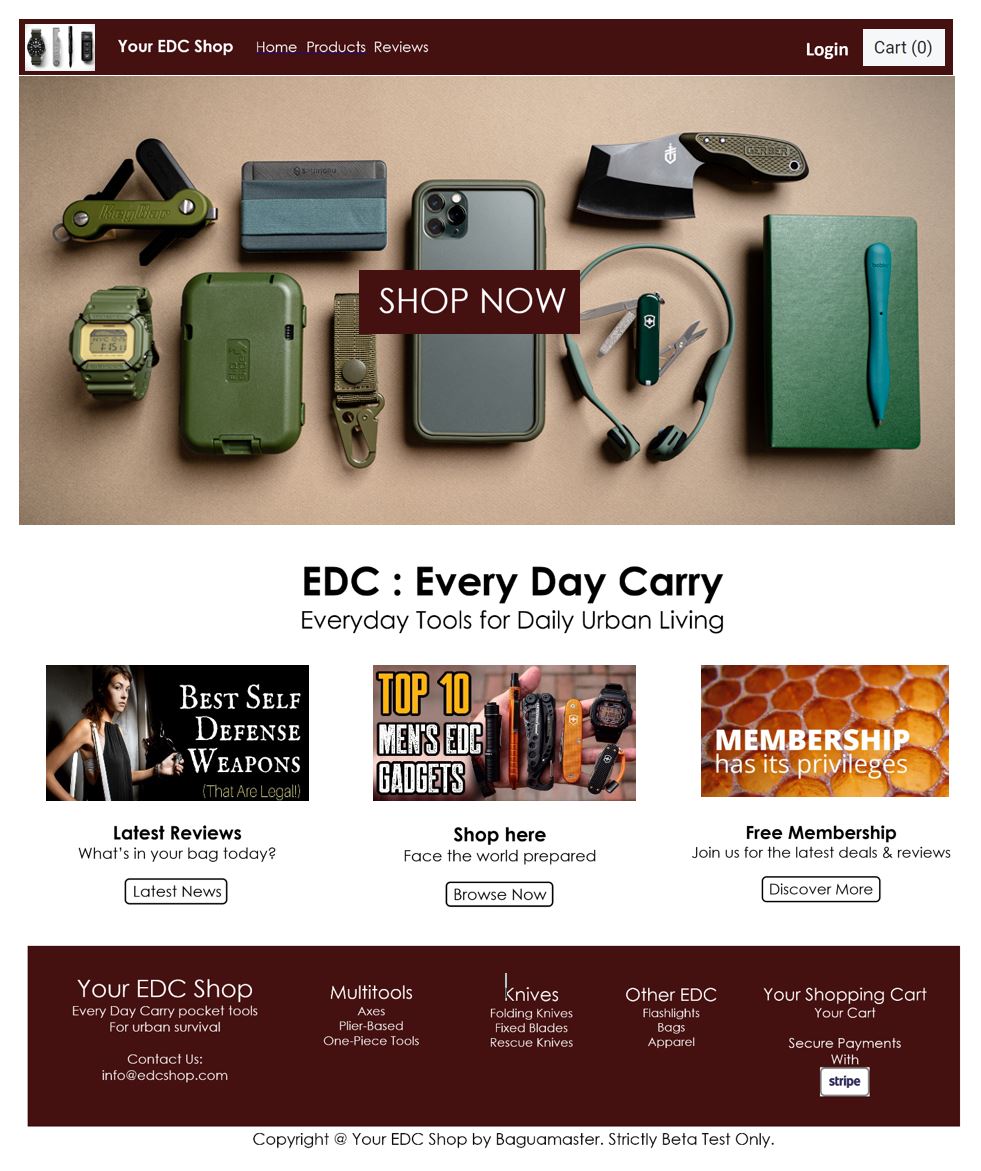 Your EDC Shop Home Products Reviews Login Cart (0)
GERBER
KeyBar
SHOP NOW
EDC : Every Day Carry
Everyday Tools for Daily Urban Living
BEST SELF
DEFENSE
WEAPONS
(That Are Legal!)
TOP 10
MEN'S EDC
GADGETS
MEMBERSHIP
has its privileges
Latest Reviews
What's in your bag today?
Latest News
Shop here
Face the world prepared
Browse Now
Free Membership
Join us for the latest deals & reviews
Discover More
Your EDC Shop
Every Day Carry pocket tools
For urban survival
Contact Us:
info@edcshop.com
Multitools
Axes
Plier-Based
One-Piece Tools
Knives
Folding Knives
Fixed Blades
Rescue Knives
Other EDC
Flashlights
Bags
Apparel
Your Shopping Cart
Your Cart
Secure Payments
With
stripe
Copyright @ Your EDC Shop by Baguamaster. Strictly Beta Test Only.